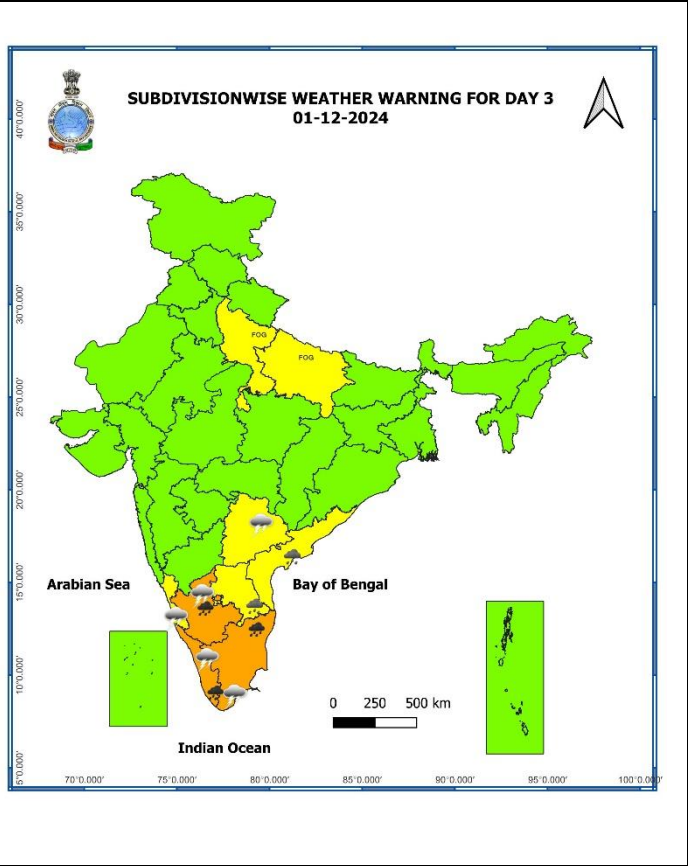 SUBDIVISIONWISE WEATHER WARNING FOR DAY 3
01-12-2024
40°0.000'
35°0.000'
30°0.000'
FOG
FOG
25°0.000'
20°0.000'
15°0.000'
Arabian Sea
Bay of Bengal
10°0.000'
0 250 500 km
Indian Ocean
5°0.000'
70°0.000' 75°0.000' 80°0.000' 85°0.000' 90°0.000' 95°0.000' 100°0.000'